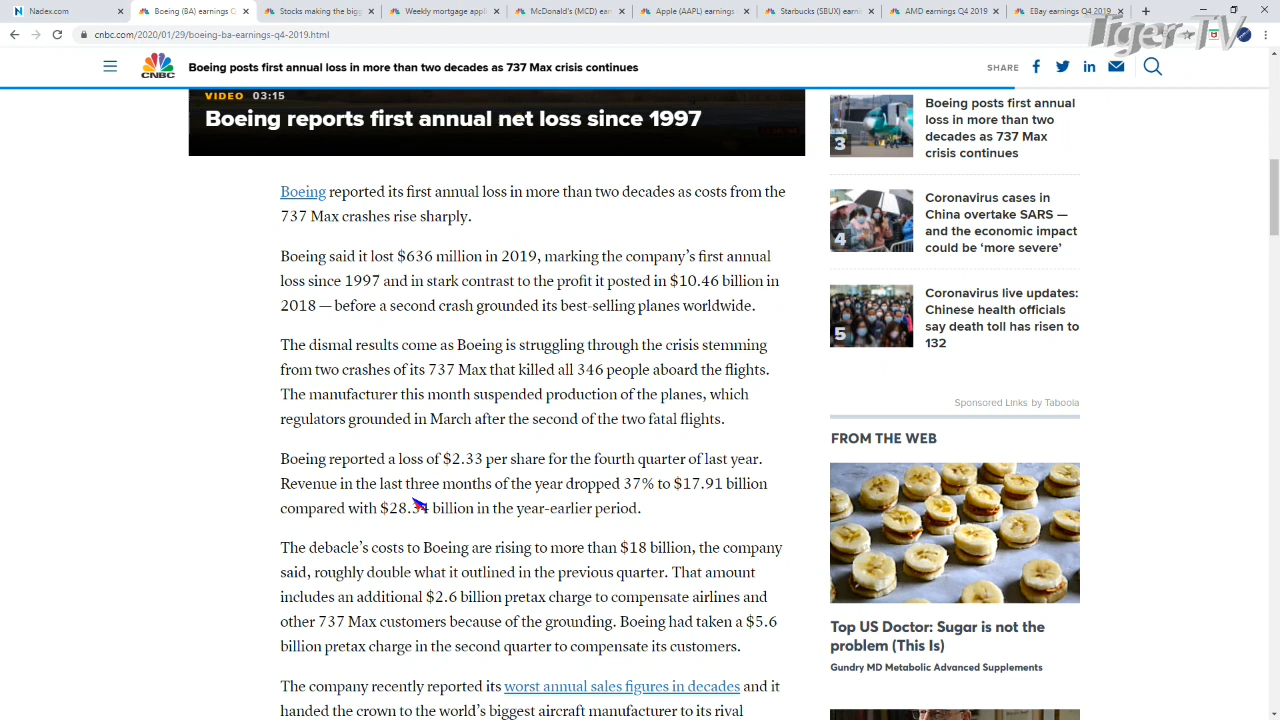 Nadex.com
Boeing (BA) earnings Q
Stocks making the bigg
Weekly mortgage appli
McDonald's (MCD) earn
Apple (AAPL) earnings
Starbucks (SBUX) earn
AMD earnings Q4 2019
EBay earnings Q4 2019
cnbc.com/2020/01/29/boeing-ba-earnings-q4-2019.html
Tiger-TV
CNBC
Boeing posts first annual loss in more than two decades as 737 Max crisis continues
SHARE
VIDEO 03:15
Boeing reports first annual net loss since 1997
Boeing reported its first annual loss in more than two decades as costs from the
737 Max crashes rise sharply.
Boeing said it lost $636 million in 2019, marking the company's first annual
loss since 1997 and in stark contrast to the profit it posted in $10.46 billion in
2018 — before a second crash grounded its best-selling planes worldwide.
The dismal results come as Boeing is struggling through the crisis stemming
from two crashes of its 737 Max that killed all 346 people aboard the flights.
The manufacturer this month suspended production of the planes, which
regulators grounded in March after the second of the two fatal flights.
Boeing reported a loss of $2.33 per share for the fourth quarter of last year.
Revenue in the last three months of the year dropped 37% to $17.91 billion
compared with $28.34 billion in the year-earlier period.
The debacle's costs to Boeing are rising to more than $18 billion, the company
said, roughly double what it outlined in the previous quarter. That amount
includes an additional $2.6 billion pretax charge to compensate airlines and
other 737 Max customers because of the grounding. Boeing had taken a $5.6
billion pretax charge in the second quarter to compensate its customers.
The company recently reported its worst annual sales figures in decades and it
handed the crown to the world's biggest aircraft manufacturer to its rival
3
Boeing posts first annual
loss in more than two
decades as 737 Max
crisis continues
4
Coronavirus cases in
China overtake SARS —
and the economic impact
could be 'more severe'
5
Coronavirus live updates:
Chinese health officials
say death toll has risen to
132
Sponsored Links by Taboola
FROM THE WEB
Top US Doctor: Sugar is not the
problem (This Is)
Gundry MD Metabolic Advanced Supplements